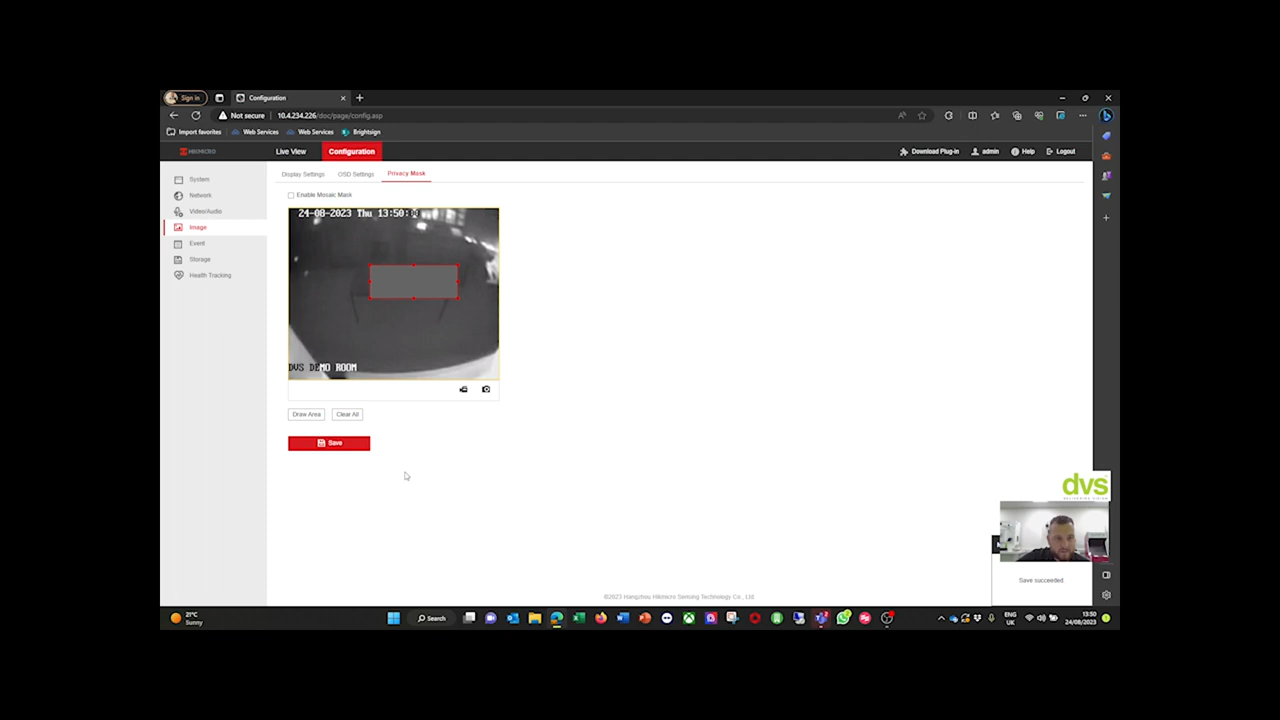 Sign in
Configuration
Not secure
10.4.234.226/doc/page/config.asp
Import favorites
Web Services
Web Services
Brightsign
HIKMICRO
Live View
Configuration
Download Plug-in
admin
Help
Logout
System
Network
Video/Audio
Image
Event
Storage
Health Tracking
Display Settings
OSD Settings
Privacy Mask
Enable Mosaic Mask
24-08-2023 Thu 13:50:
DVS DEMO ROOM
Draw Area
Clear All
Save
dvs
Save succeeded.
©2023 Hangzhou Hikmicro Sensing Technology Co., Ltd.
21°C
Sunny
Search
ENG
UK
13:50
24/08/2023